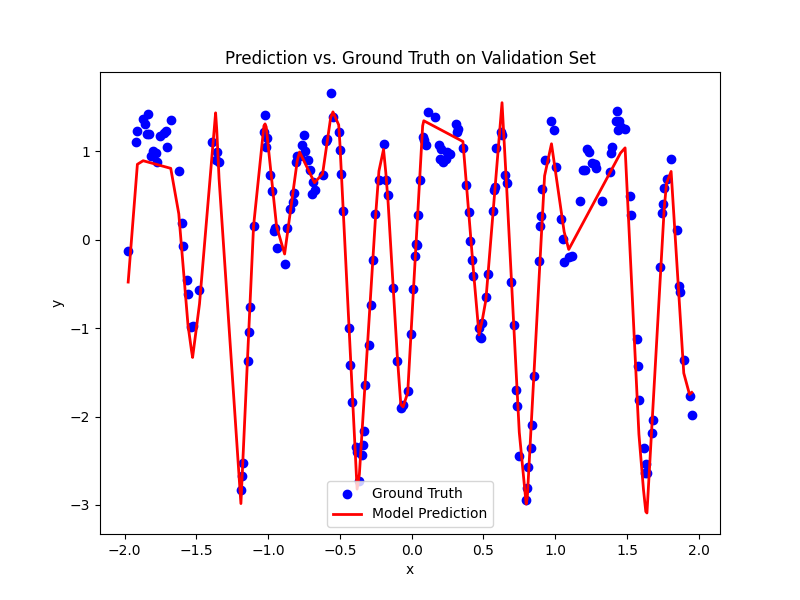 Prediction vs. Ground Truth on Validation Set
y
1
0
−1
−2
−3
Ground Truth
Model Prediction
−2.0 −1.5 −1.0 −0.5 0.0 0.5 1.0 1.5 2.0
x